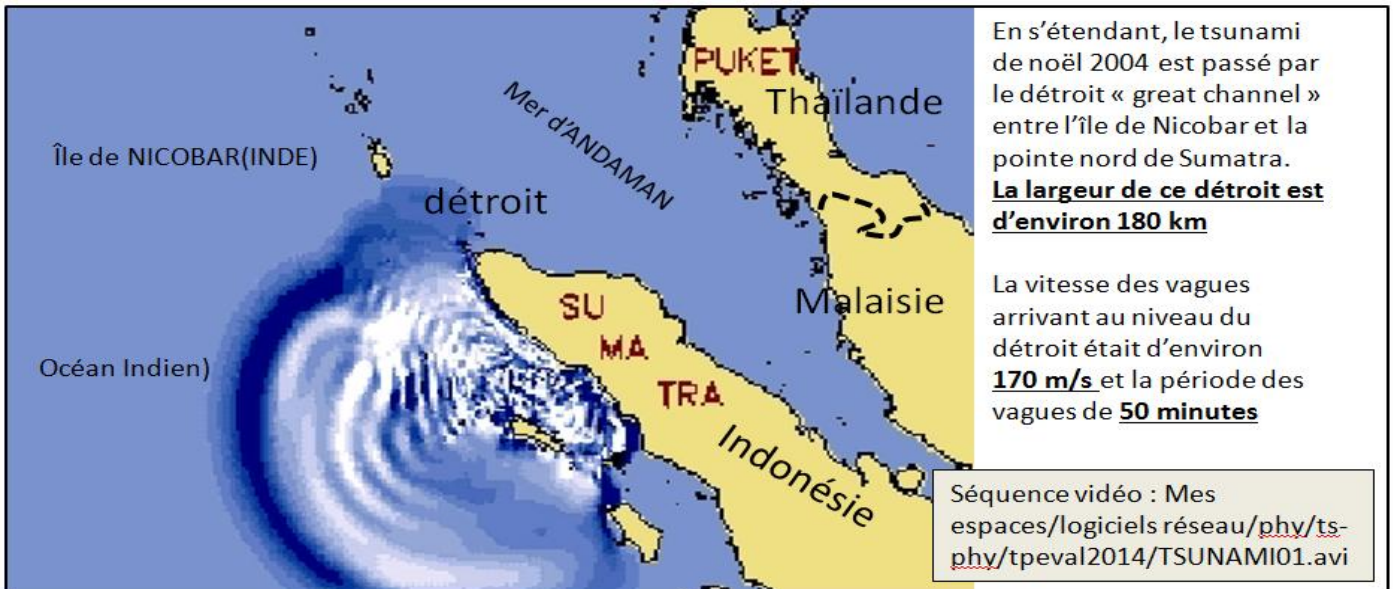 PUKET
Thaïlande
Mer d'ANDAMAN
Île de NICOBAR(INDE)
détroit
Malaisie
SU
MA
TRA
Océan Indien)
Indonésie
En s'étendant, le tsunami
de noël 2004 est passé par
le détroit « great channel »
entre l'île de Nicobar et la
pointe nord de Sumatra.
La largeur de ce détroit est
d'environ 180 km
La vitesse des vagues
arrivant au niveau du
détroit était d'environ
170 m/s et la période des
vagues de 50 minutes
Séquence vidéo : Mes
espaces/logiciels réseau/phy/ts-
phy/tpeval2014/TSUNAMI01.avi